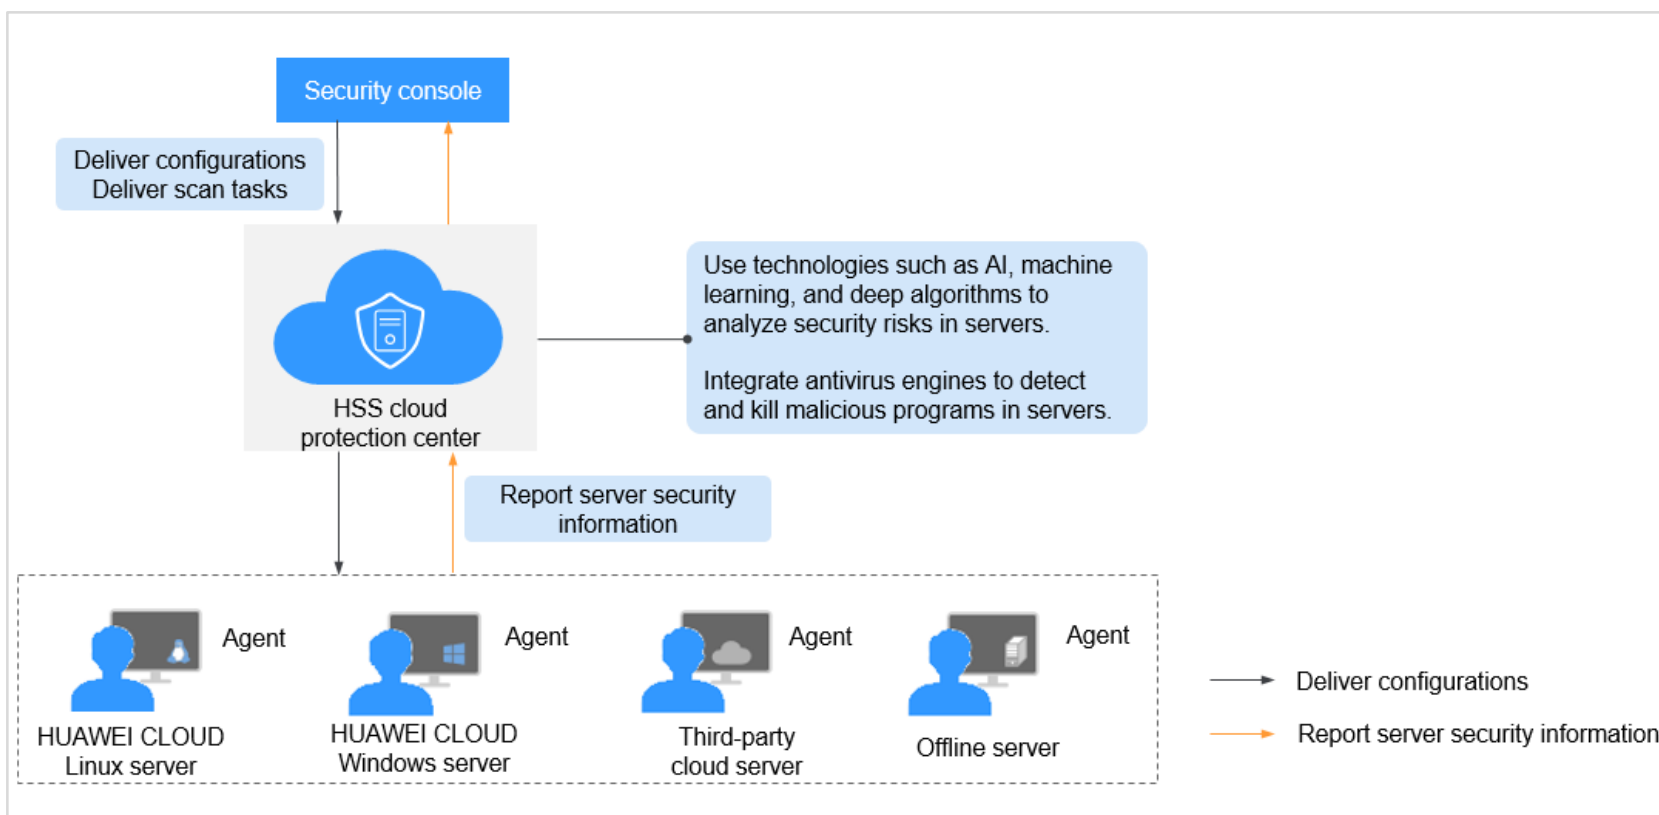 Security console
Deliver configurations
Deliver scan tasks
Use technologies such as AI, machine
learning, and deep algorithms to
analyze security risks in servers.
Integrate antivirus engines to detect
and kill malicious programs in servers.
HSS cloud
protection center
Report server security
information
Agent
Agent
Agent
Agent
HUAWEI CLOUD
Linux server
HUAWEI CLOUD
Windows server
Third-party
cloud server
Offline server
Deliver configurations
Report server security information